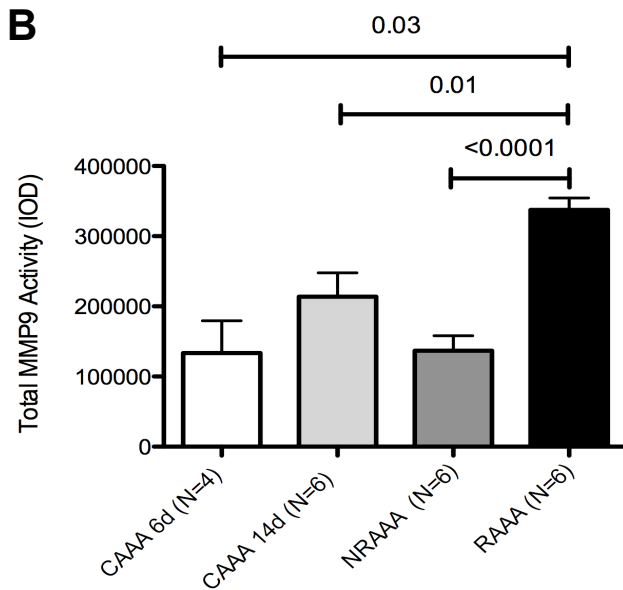 B
0.03
0.01
<0.0001
Total MMP9 Activity (IOD)
400000
300000
200000
100000
0
CAAA 6d (N=4)
CAAA 14d (N=6)
NRAAA (N=6)
RAAA (N=6)